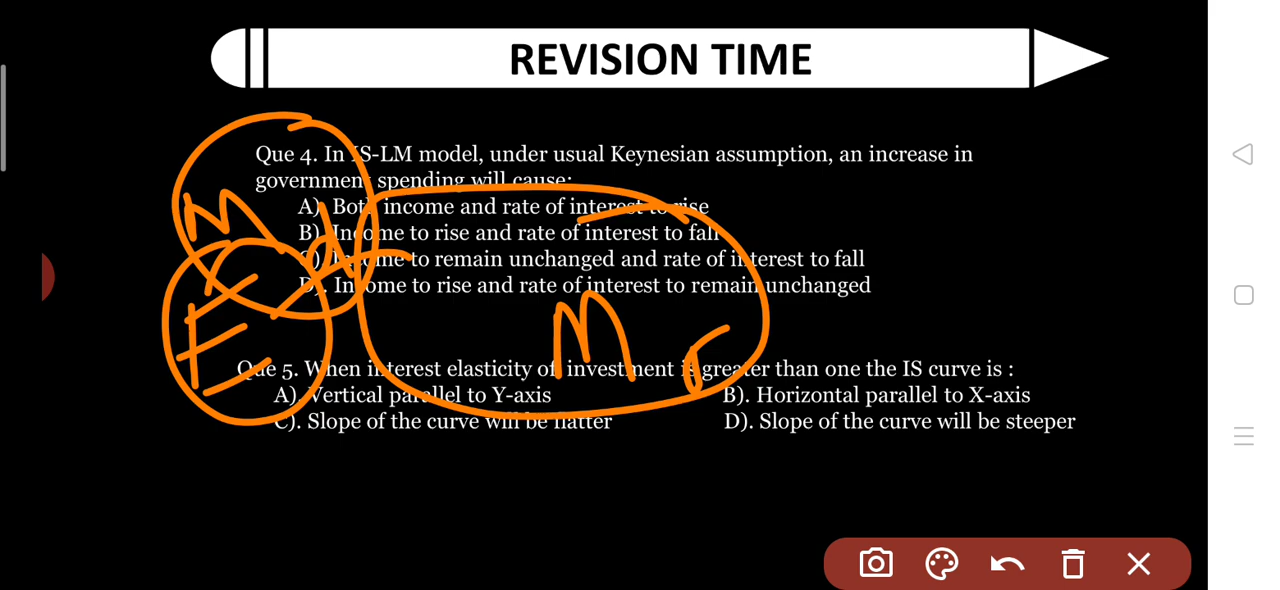 REVISION TIME
Que 4. In IS-LM model, under usual Keynesian assumption, an increase in
government spending will cause:
A). Both income and rate of interest to rise
B). Income to rise and rate of interest to fall
C). Income to remain unchanged and rate of interest to fall
D). Income to rise and rate of interest to remain unchanged
Que 5. When interest elasticity of investment is greater than one the IS curve is :
A). Vertical parallel to Y-axis
B). Horizontal parallel to X-axis
C). Slope of the curve will be flatter
D). Slope of the curve will be steeper